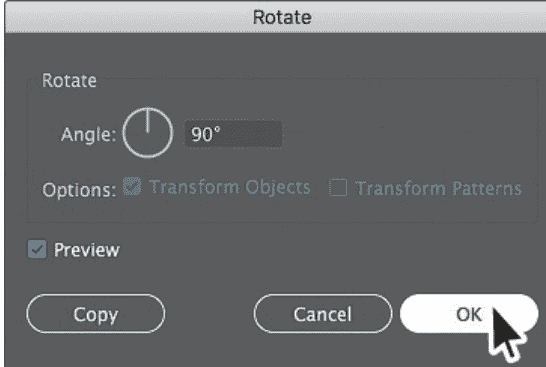 Rotate
Rotate
Angle: 90°
Options: Transform Objects Transform Patterns
Preview
Copy Cancel OK